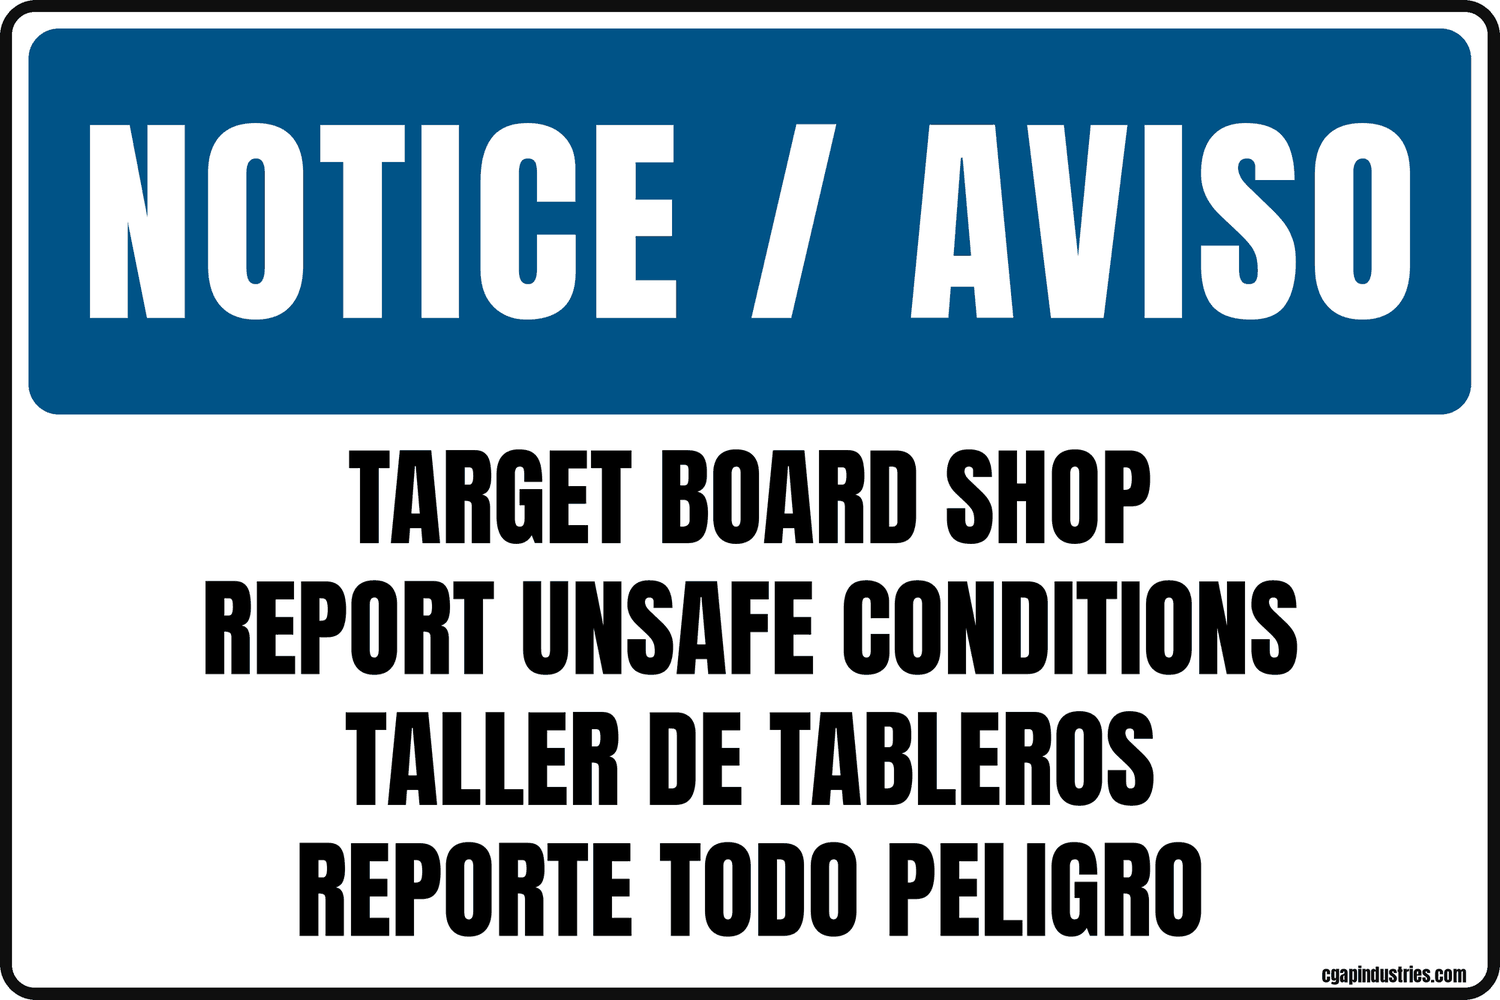 NOTICE / AVISO
TARGET BOARD SHOP
REPORT UNSAFE CONDITIONS
TALLER DE TABLEROS
REPORTE TODO PELIGRO
cgapindustries.com